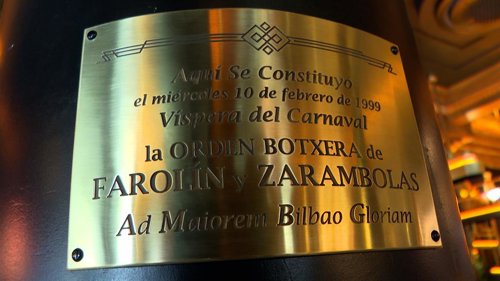 Aquí Se Constituyo
el miércoles 10 de febrero de 1999
Víspera del Carnaval
la ORDEN BOTXERA de
FAROLÍN y ZARAMBOLAS
Ad Maiorem Bilbao Gloriam